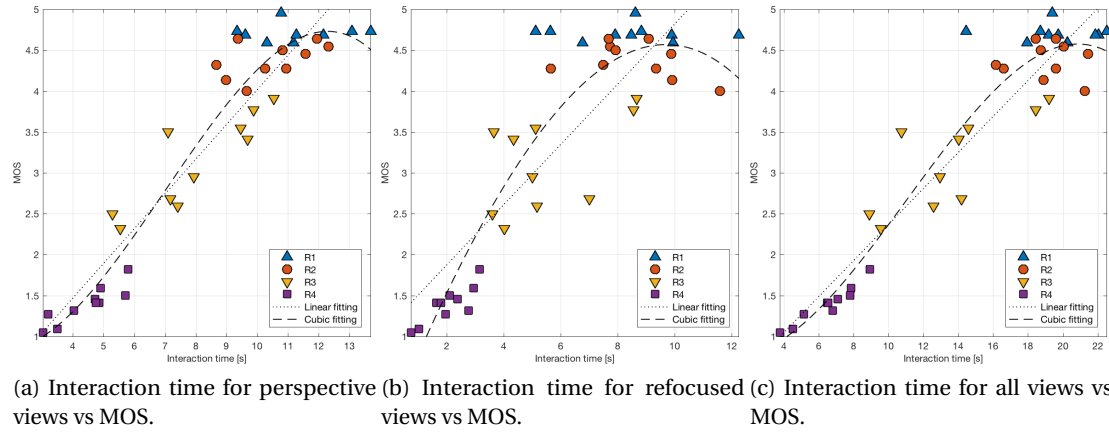 5
4.5
4
3.5
3
2.5
2
1.5
1
MOS
3 4 5 6 7 8 9 10 11 12 13
Interaction time [s]
R1
R2
R3
R4
Linear fitting
Cubic fitting
5
4.5
4
3.5
3
2.5
2
1.5
1
MOS
2 4 6 8 10 12
Interaction time [s]
R1
R2
R3
R4
Linear fitting
Cubic fitting
5
4.5
4
3.5
3
2.5
2
1.5
1
MOS
4 6 8 10 12 14 16 18 20 22
Interaction time [s]
R1
R2
R3
R4
Linear fitting
Cubic fitting
(a) Interaction time for perspective
views vs MOS.
(b) Interaction time for refocused
views vs MOS.
(c) Interaction time for all views vs
MOS.